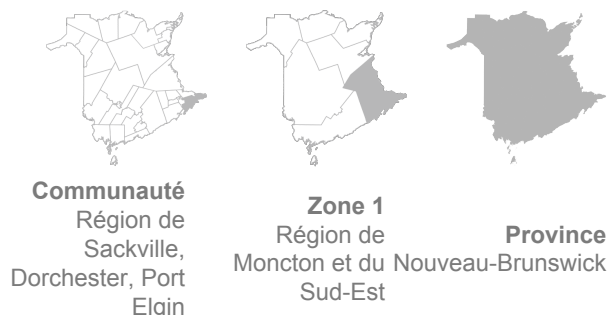 Communauté
Région de
Sackville,
Dorchester, Port
Elgin
Zone 1
Région de
Moncton et du
Sud-Est
Province
Nouveau-Brunswick